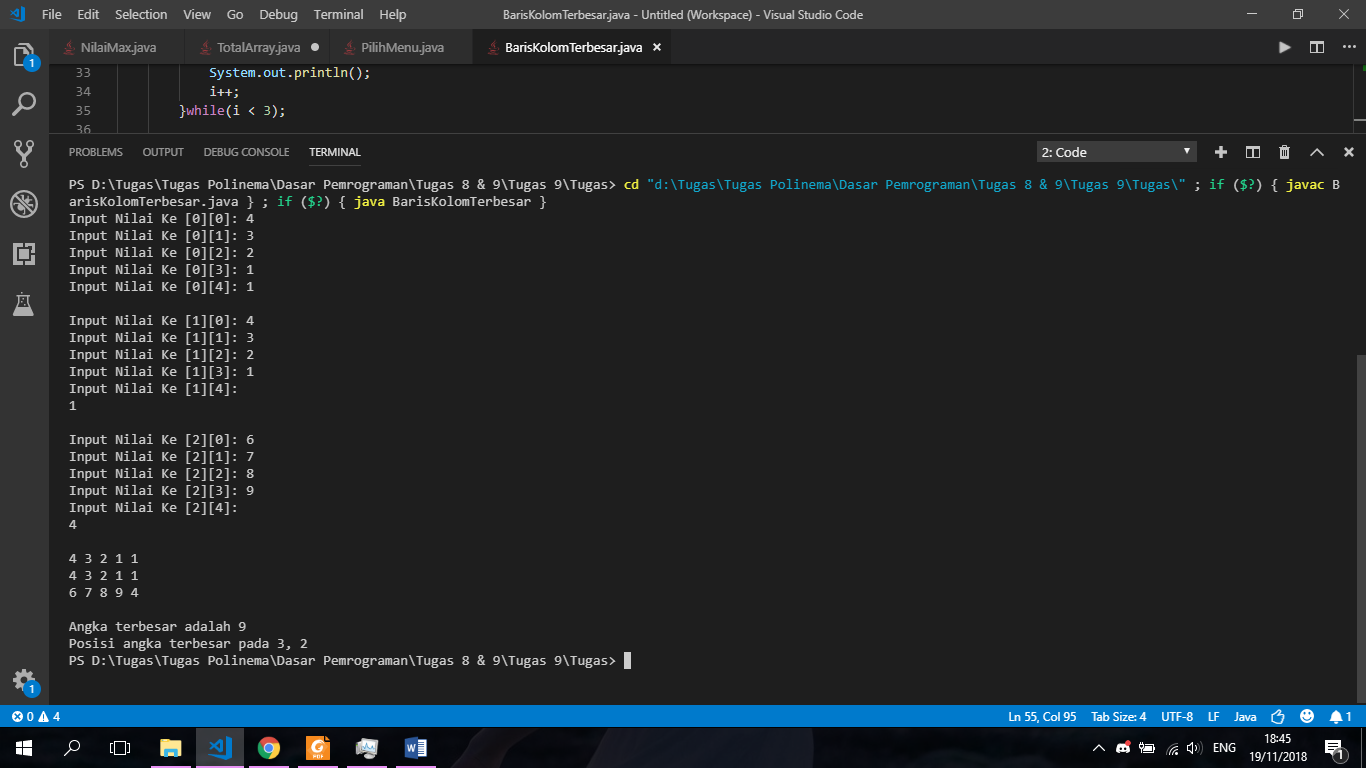 File Edit Selection View Go Debug Terminal Help BarisKolomTerbesar.java - Untitled (Workspace) - Visual Studio Code
NilaiMax.java TotalArray.java PilihMenu.java BarisKolomTerbesar.java
33 System.out.println();
34 i++;
35 }while(i < 3);
36
PROBLEMS OUTPUT DEBUG CONSOLE TERMINAL 2: Code
PS D:\Tugas\Tugas Polinema\Dasar Pemrograman\Tugas 8 & 9\Tugas 9\Tugas> cd "d:\Tugas\Tugas Polinema\Dasar Pemrograman\Tugas 8 & 9\Tugas 9\Tugas\" ; if ($?) { javac B
arisKolomTerbesar.java } ; if ($?) { java BarisKolomTerbesar }
Input Nilai Ke [0][0]: 4
Input Nilai Ke [0][1]: 3
Input Nilai Ke [0][2]: 2
Input Nilai Ke [0][3]: 1
Input Nilai Ke [0][4]: 1
Input Nilai Ke [1][0]: 4
Input Nilai Ke [1][1]: 3
Input Nilai Ke [1][2]: 2
Input Nilai Ke [1][3]: 1
Input Nilai Ke [1][4]:
1
Input Nilai Ke [2][0]: 6
Input Nilai Ke [2][1]: 7
Input Nilai Ke [2][2]: 8
Input Nilai Ke [2][3]: 9
Input Nilai Ke [2][4]:
4
4 3 2 1 1
4 3 2 1 1
6 7 8 9 4
Angka terbesar adalah 9
Posisi angka terbesar pada 3, 2
PS D:\Tugas\Tugas Polinema\Dasar Pemrograman\Tugas 8 & 9\Tugas 9\Tugas>
1
1
0 4 Ln 55, Col 95 Tab Size: 4 UTF-8 LF Java 1
PDF ENG 18:45 1
19/11/2018